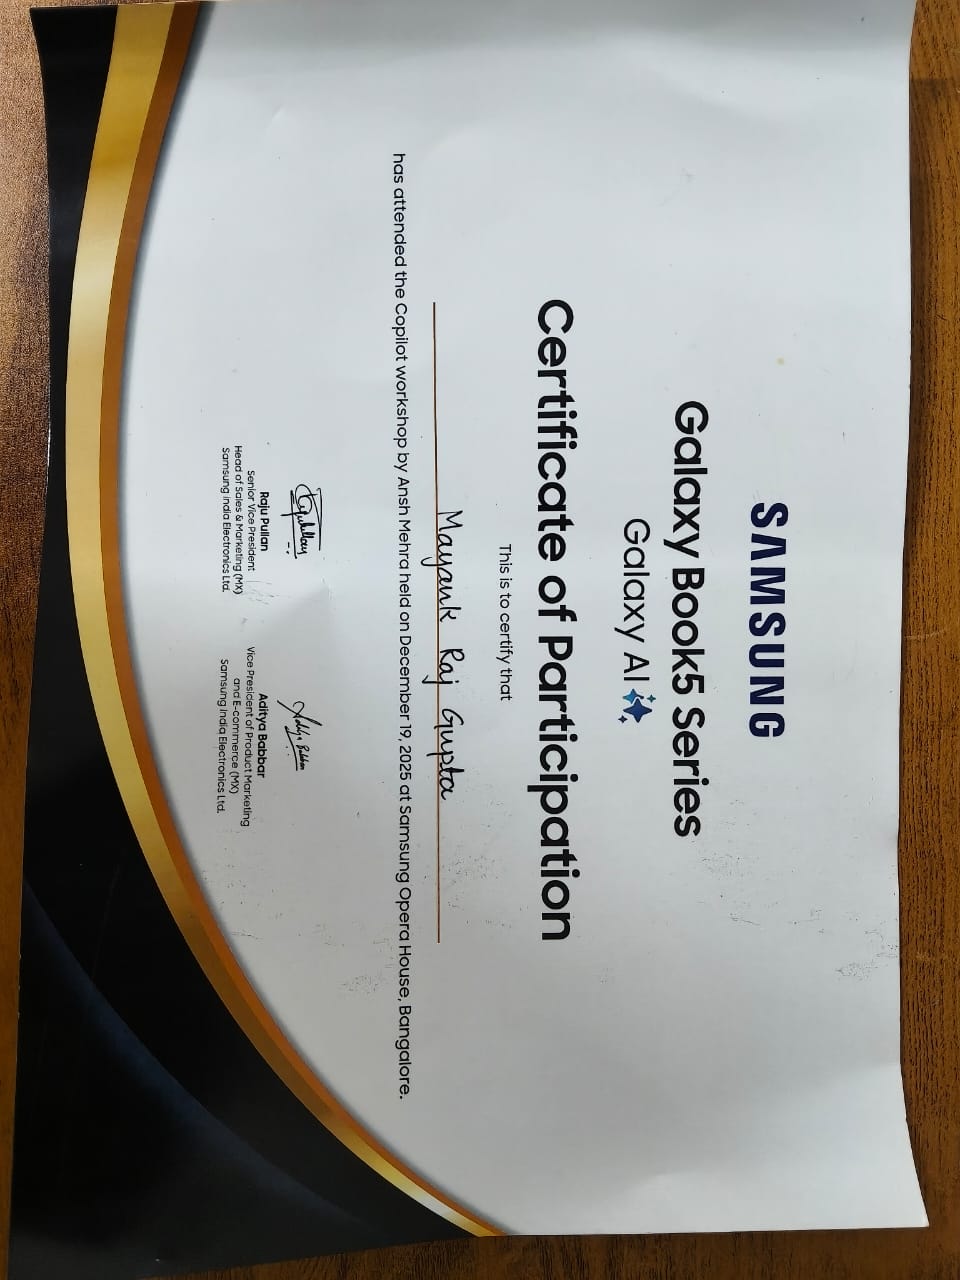 SAMSUNG
Galaxy Book5 Series
Galaxy AI
Certificate of Participation
This is to certify that
Mayank Raj Gupta
has attended the Copilot workshop by Ansh Mehra held on December 19, 2025 at Samsung Opera House, Bangalore.
Raju Pullan
Senior Vice President
Head of Sales & Marketing (MX)
Samsung India Electronics Ltd.
Aditya Babbar
Aditya Babbar
Vice President of Product Marketing
and E-commerce (MX)
Samsung India Electronics Ltd.